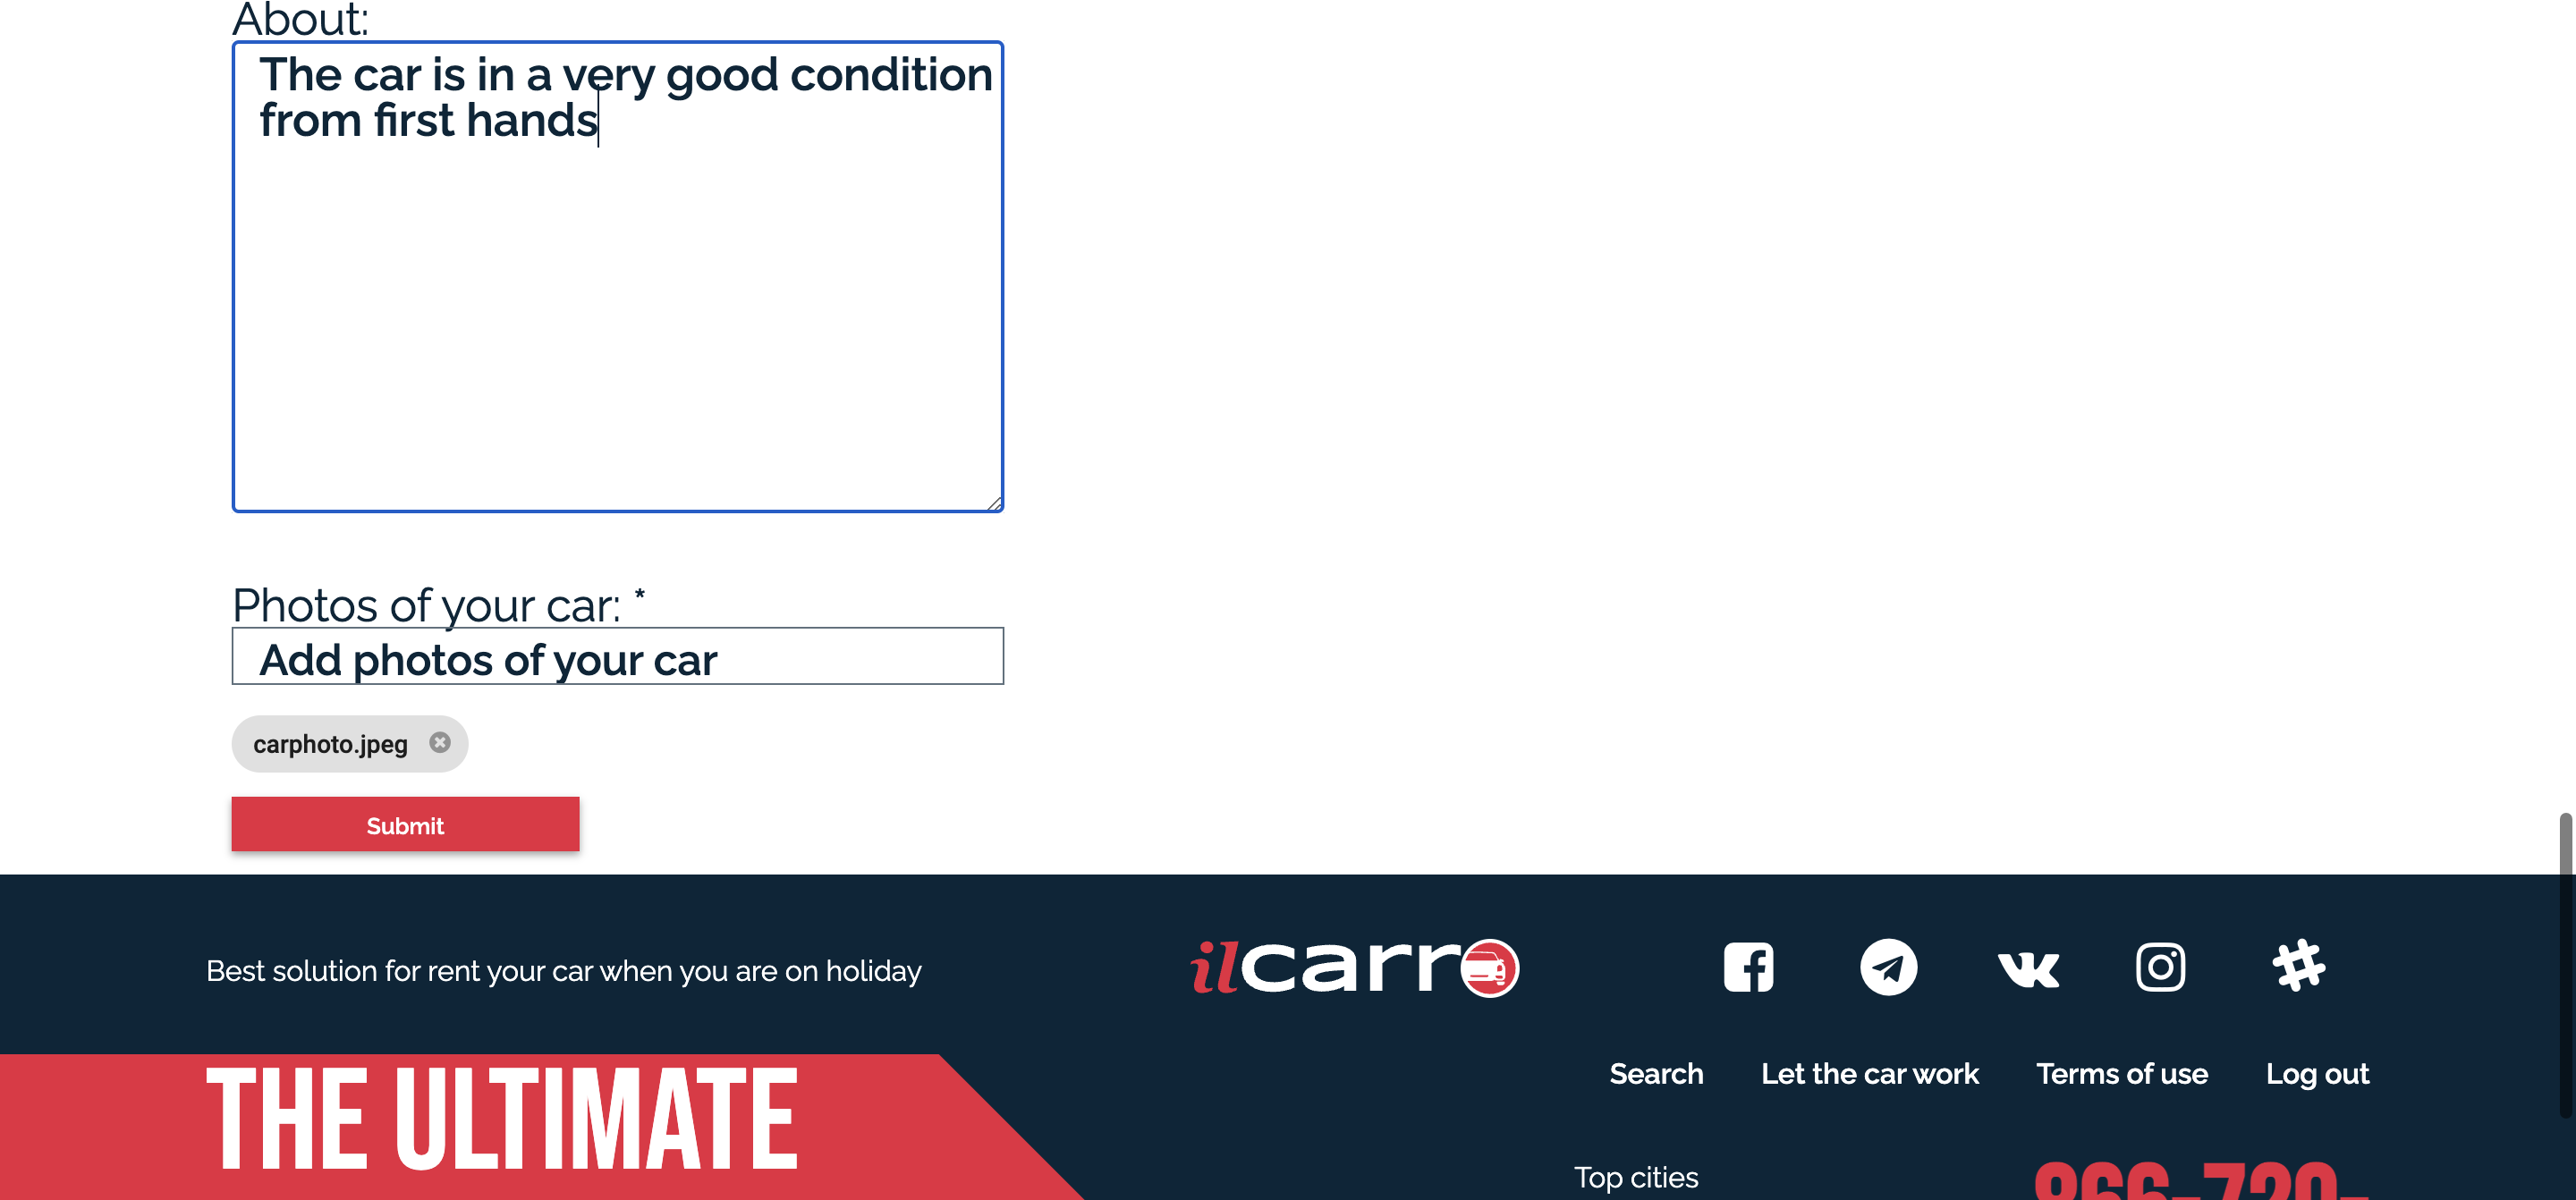 About:
The car is in a very good condition
from first hands
Photos of your car: *
Add photos of your car
carphoto.jpeg
Submit
Best solution for rent your car when you are on holiday
ilcarro
Search Let the car work Terms of use Log out
THE ULTIMATE
Top cities
866-720-